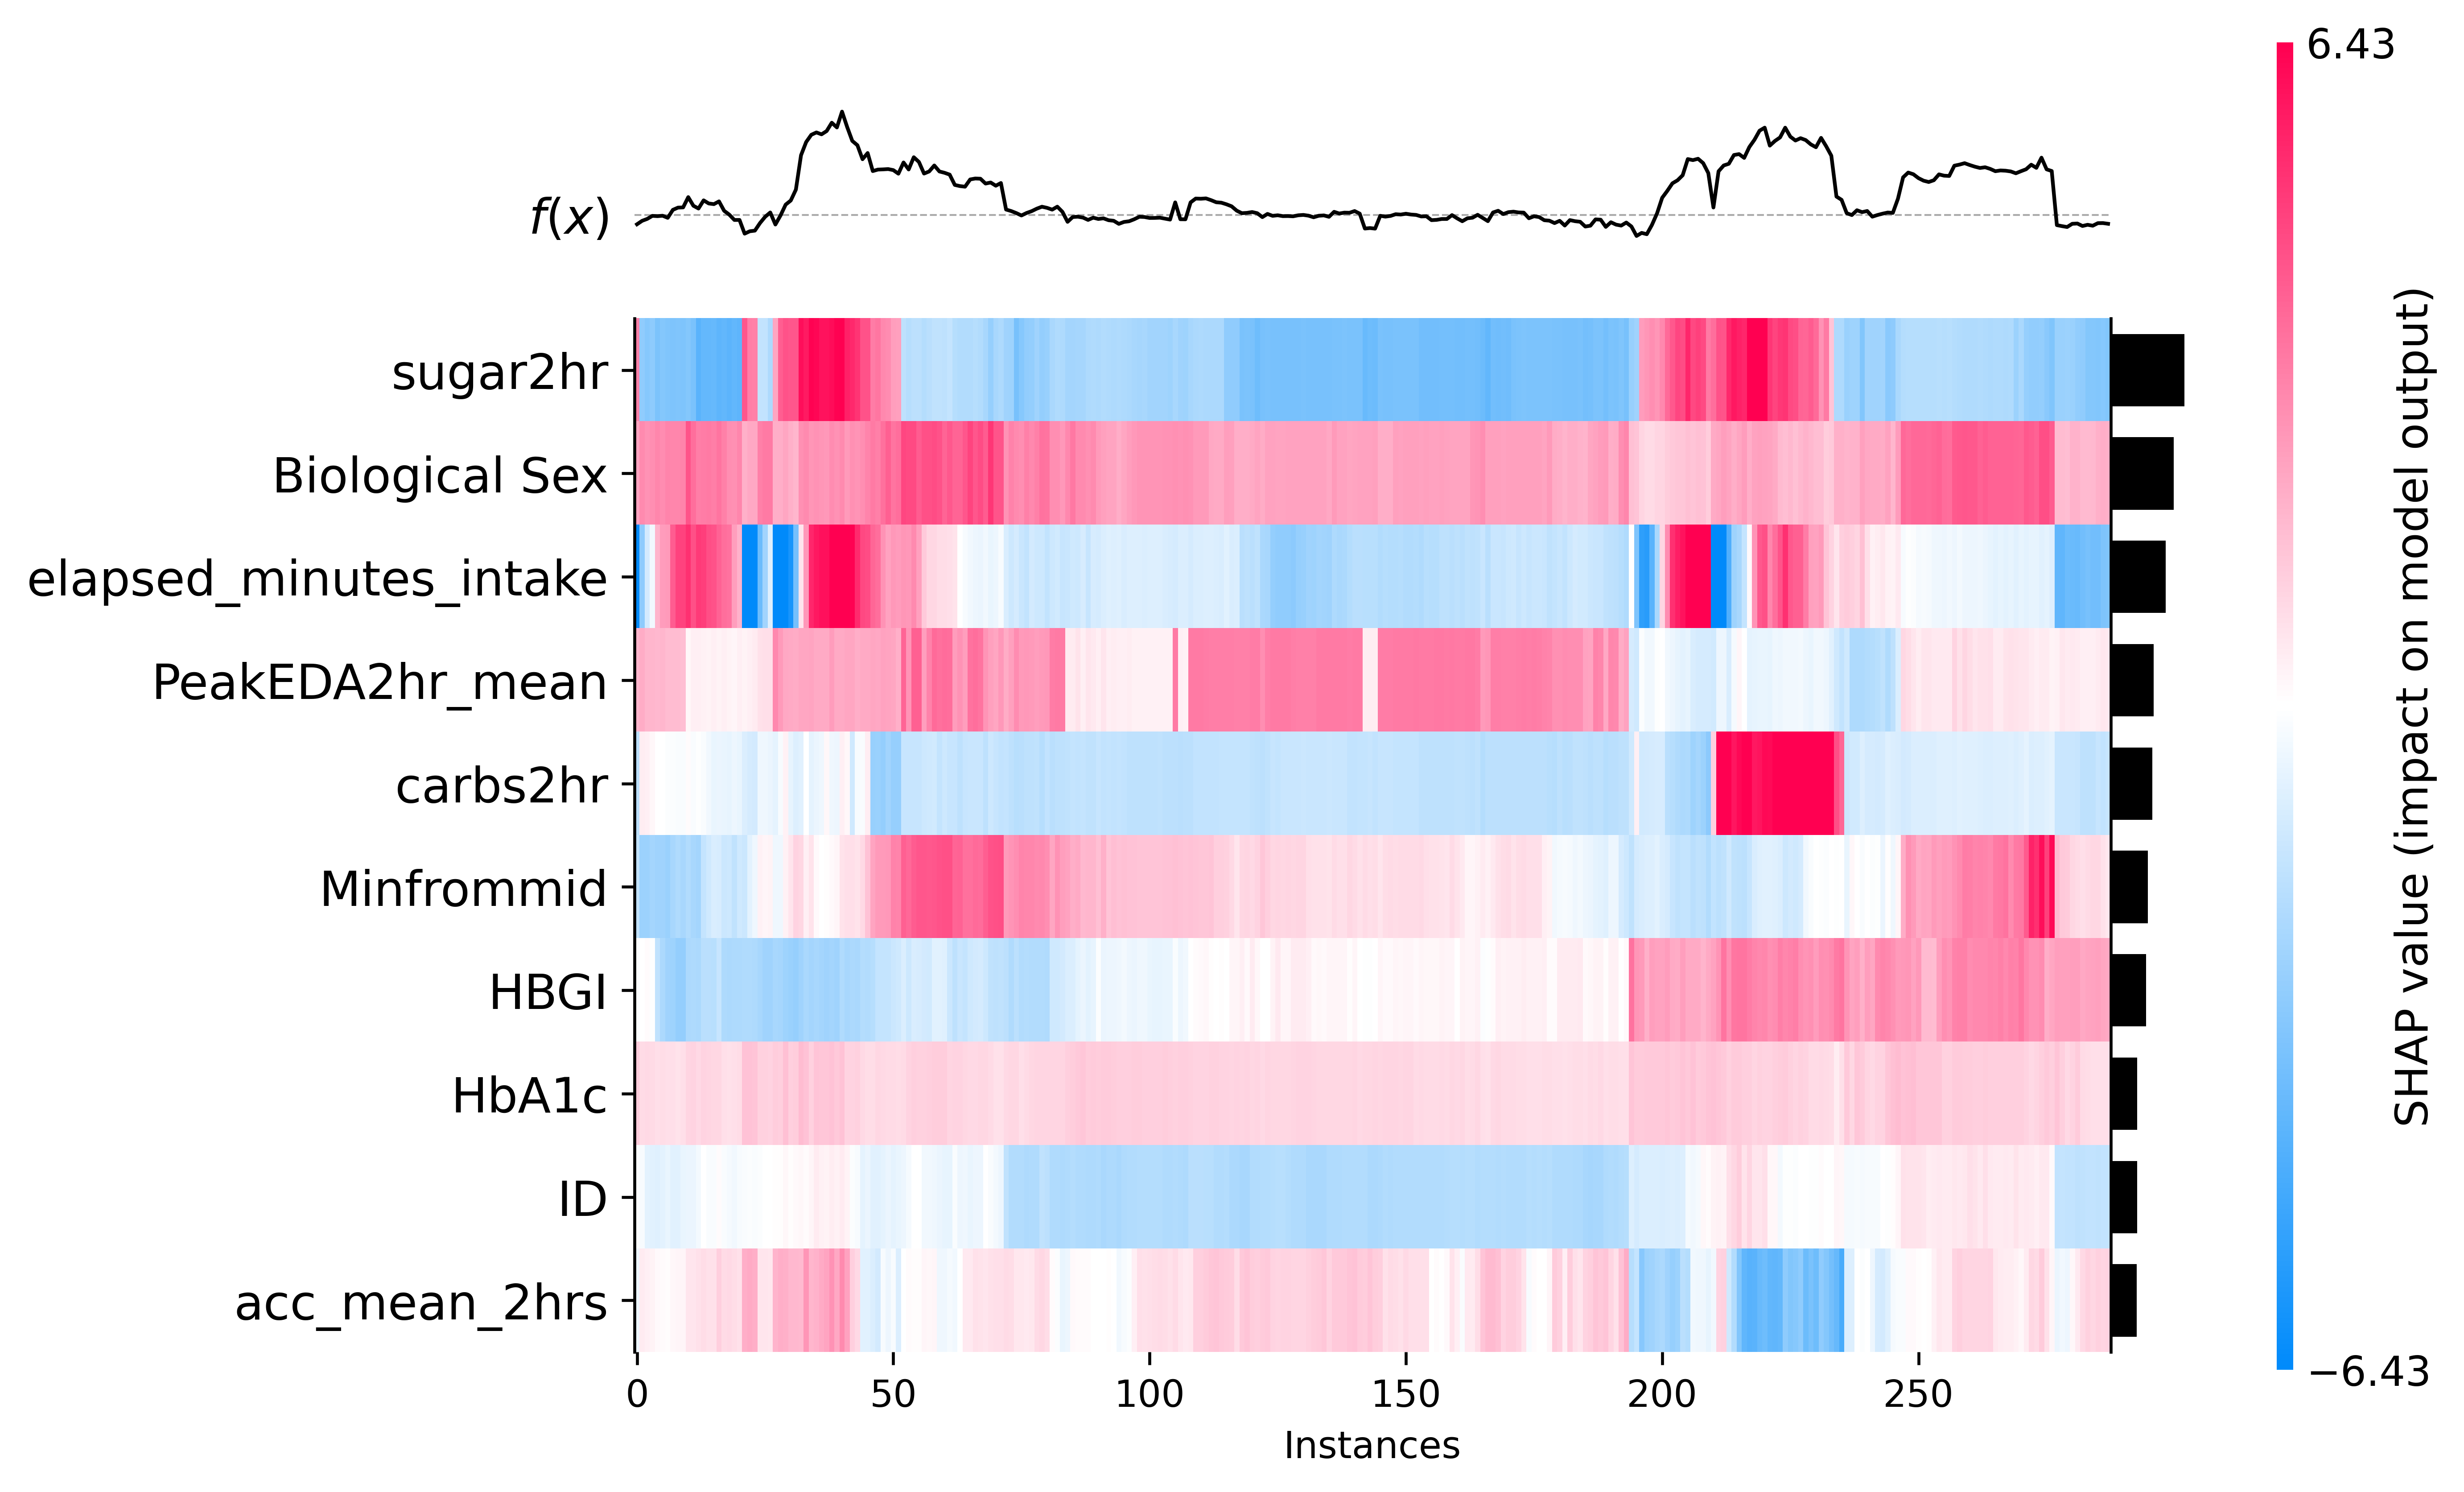 6.43
f(x)
sugar2hr
Biological Sex
elapsed_minutes_intake
PeakEDA2hr_mean
carbs2hr
Minfrommid
HBGI
HbA1c
ID
acc_mean_2hrs
0 50 100 150 200 250
Instances
−6.43
SHAP value (impact on model output)